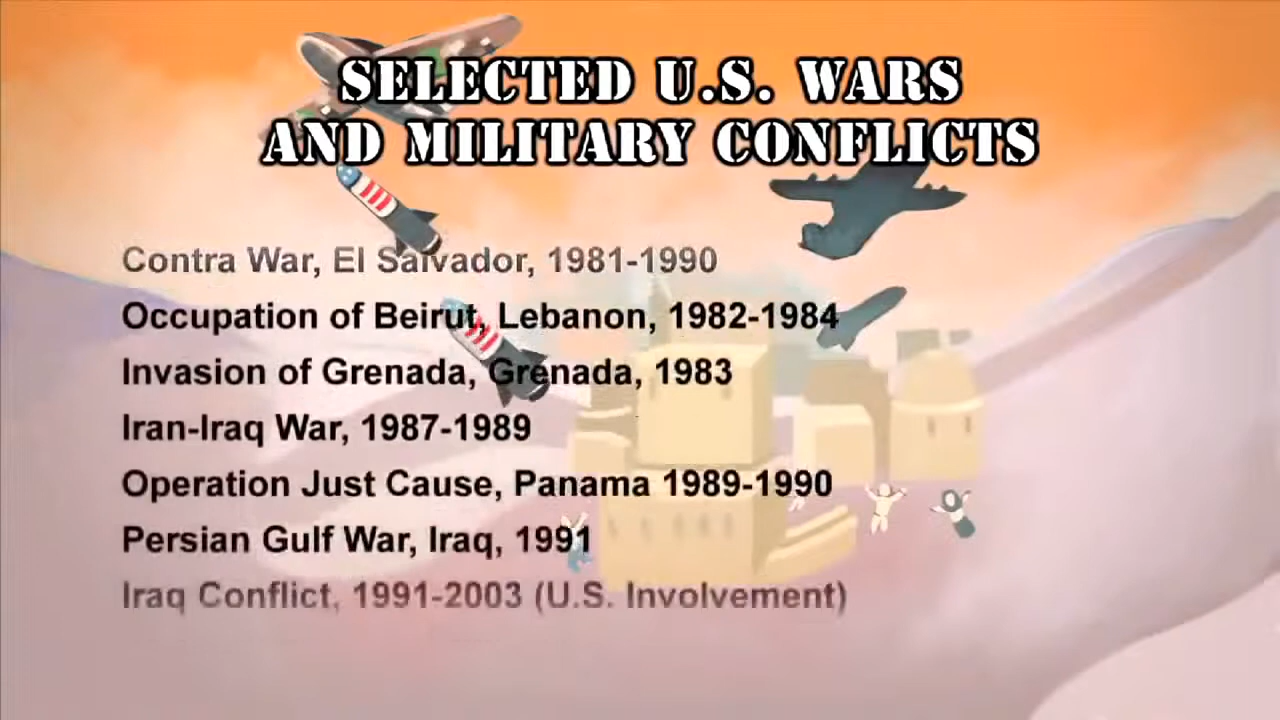 SELECTED U.S. WARS
AND MILITARY CONFLICTS
Contra War, El Salvador, 1981-1990
Occupation of Beirut, Lebanon, 1982-1984
Invasion of Grenada, Grenada, 1983
Iran-Iraq War, 1987-1989
Operation Just Cause, Panama 1989-1990
Persian Gulf War, Iraq, 1991
Iraq Conflict, 1991-2003 (U.S. Involvement)